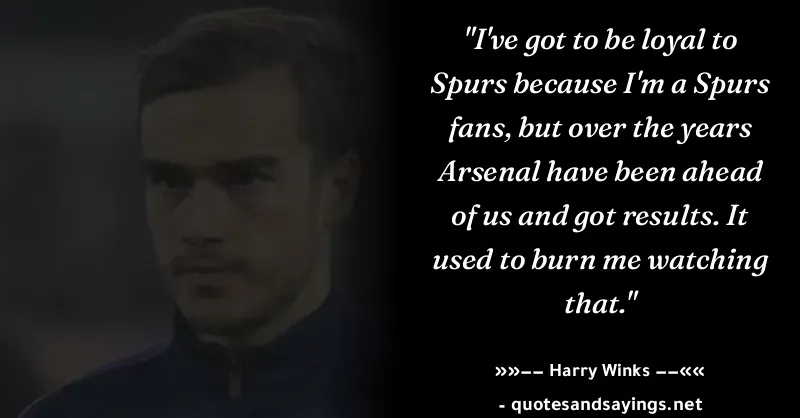 "I've got to be loyal to
Spurs because I'm a Spurs
fans, but over the years
Arsenal have been ahead
of us and got results. It
used to burn me watching
that."
»»−− Harry Winks −−««
- quotesandsayings.net